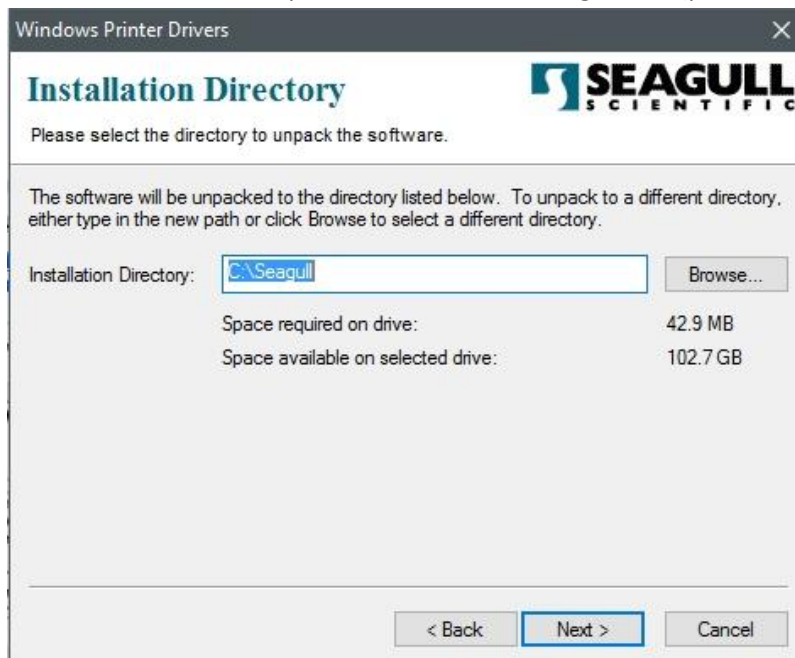 Windows Printer Drivers
Installation Directory
SEAGULL
SCIENTIFIC
Please select the directory to unpack the software.
The software will be unpacked to the directory listed below. To unpack to a different directory,
either type in the new path or click Browse to select a different directory.
Installation Directory: C:\Seagull Browse...
Space required on drive: 42.9 MB
Space available on selected drive: 102.7 GB
< Back Next > Cancel